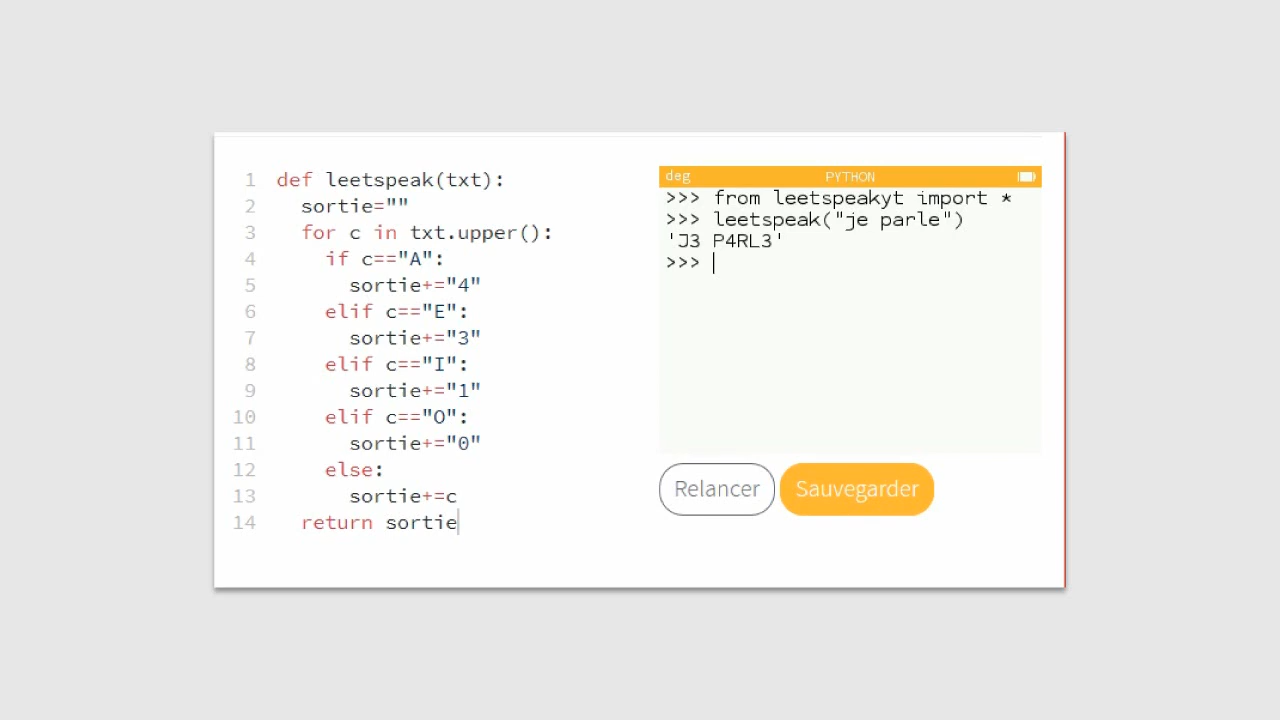 1 def leetspeak(txt):
2   sortie=""
3   for c in txt.upper():
4     if c=="A":
5       sortie+="4"
6     elif c=="E":
7       sortie+="3"
8     elif c=="I":
9       sortie+="1"
10     elif c=="O":
11       sortie+="0"
12     else:
13       sortie+=c
14   return sortie
deg PYTHON
>>> from leetspeakyt import *
>>> leetspeak("je parle")
'J3 P4RL3'
>>>
Relancer Sauvegarder